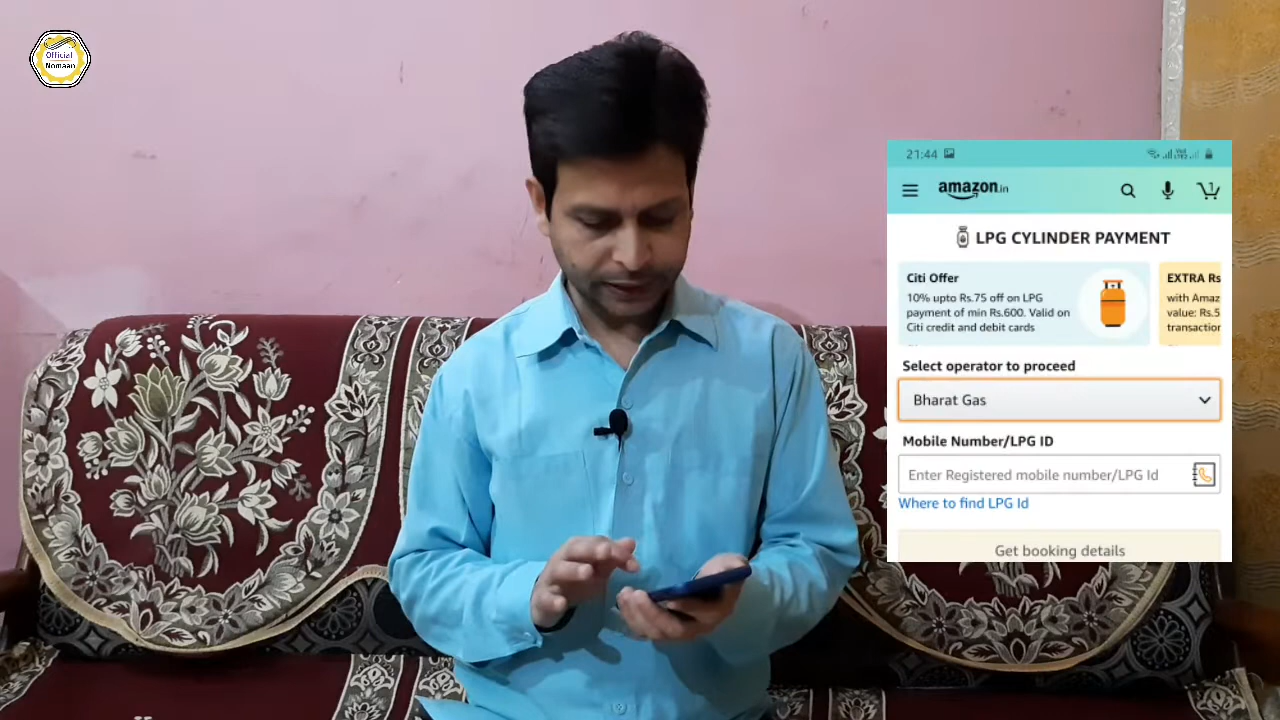 Official
Nomaan
21:44
amazon.in
1
LPG CYLINDER PAYMENT
Citi Offer
10% upto Rs.75 off on LPG
payment of min Rs.600. Valid on
Citi credit and debit cards
EXTRA Rs
with Amaz
value: Rs.5
transaction
Select operator to proceed
Bharat Gas
Mobile Number/LPG ID
Enter Registered mobile number/LPG Id
Where to find LPG Id
Get booking details